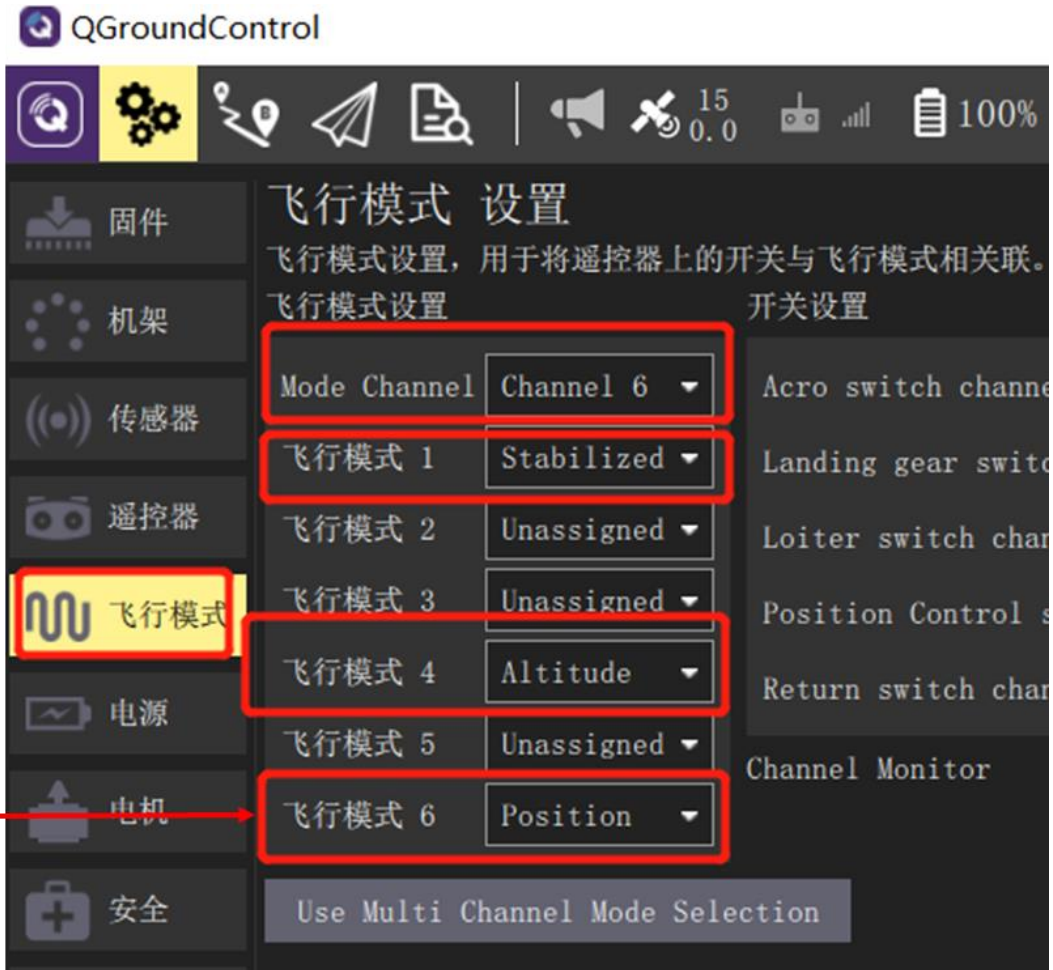 QGroundControl
15
0.0
100%
固件
机架
传感器
遥控器
飞行模式
电源
电机
安全
飞行模式 设置
飞行模式设置，用于将遥控器上的开关与飞行模式相关联。
飞行模式设置
Mode Channel Channel 6
飞行模式 1 Stabilized
飞行模式 2 Unassigned
飞行模式 3 Unassigned
飞行模式 4 Altitude
飞行模式 5 Unassigned
飞行模式 6 Position
Use Multi Channel Mode Selection
开关设置
Acro switch channe
Landing gear switc
Loiter switch chan
Position Control s
Return switch chan
Channel Monitor